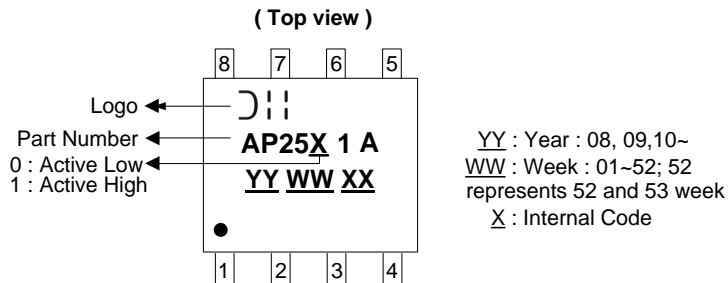 ( Top view )
8 7 6 5
Logo
Part Number
0 : Active Low
1 : Active High
AP25X 1 A
YY WW XX
1 2 3 4
YY : Year : 08, 09,10~
WW : Week : 01~52; 52
represents 52 and 53 week
X : Internal Code